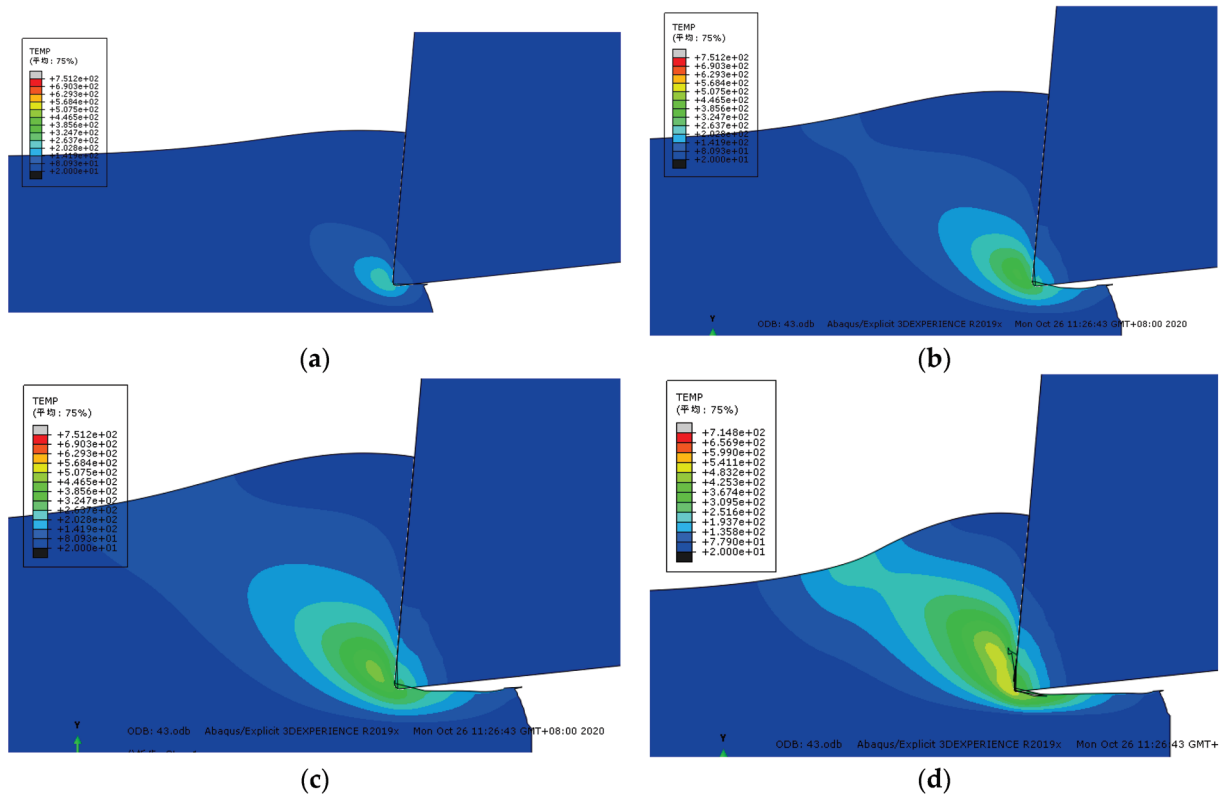 TEMP
(平均: 75%)
+7.512e+02
+6.903e+02
+6.293e+02
+5.684e+02
+5.075e+02
+4.465e+02
+3.856e+02
+3.247e+02
+2.637e+02
+2.028e+02
+1.419e+02
+8.093e+01
+2.000e+01
(a)
TEMP
(平均: 75%)
+7.512e+02
+6.903e+02
+6.293e+02
+5.684e+02
+5.075e+02
+4.465e+02
+3.856e+02
+3.247e+02
+2.637e+02
+2.028e+02
+1.419e+02
+8.093e+01
+2.000e+01
Y
ODB: 43.odb Abaqus/Explicit 3DEXPERIENCE R2019x Mon Oct 26 11:26:43 GMT+08:00 2020
(b)
TEMP
(平均: 75%)
+7.512e+02
+6.903e+02
+6.293e+02
+5.684e+02
+5.075e+02
+4.465e+02
+3.856e+02
+3.247e+02
+2.637e+02
+2.028e+02
+1.419e+02
+8.093e+01
+2.000e+01
Y
ODB: 43.odb Abaqus/Explicit 3DEXPERIENCE R2019x Mon Oct 26 11:26:43 GMT+08:00 2020
(c)
TEMP
(平均: 75%)
+7.148e+02
+6.569e+02
+5.990e+02
+5.411e+02
+4.832e+02
+4.253e+02
+3.674e+02
+3.095e+02
+2.516e+02
+1.937e+02
+1.358e+02
+7.790e+01
+2.000e+01
Y
ODB: 43.odb Abaqus/Explicit 3DEXPERIENCE R2019x Mon Oct 26 11:26:43 GMT+
(d)